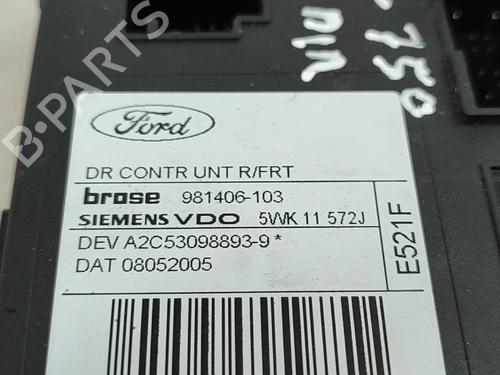 Ford
DR CONTR UNT R/FRT
brose 981406-103
SIEMENS VDO 5WK 11 572J
DEV A2C53098893-9 *
DAT 08052005
E521F
B-PARTS